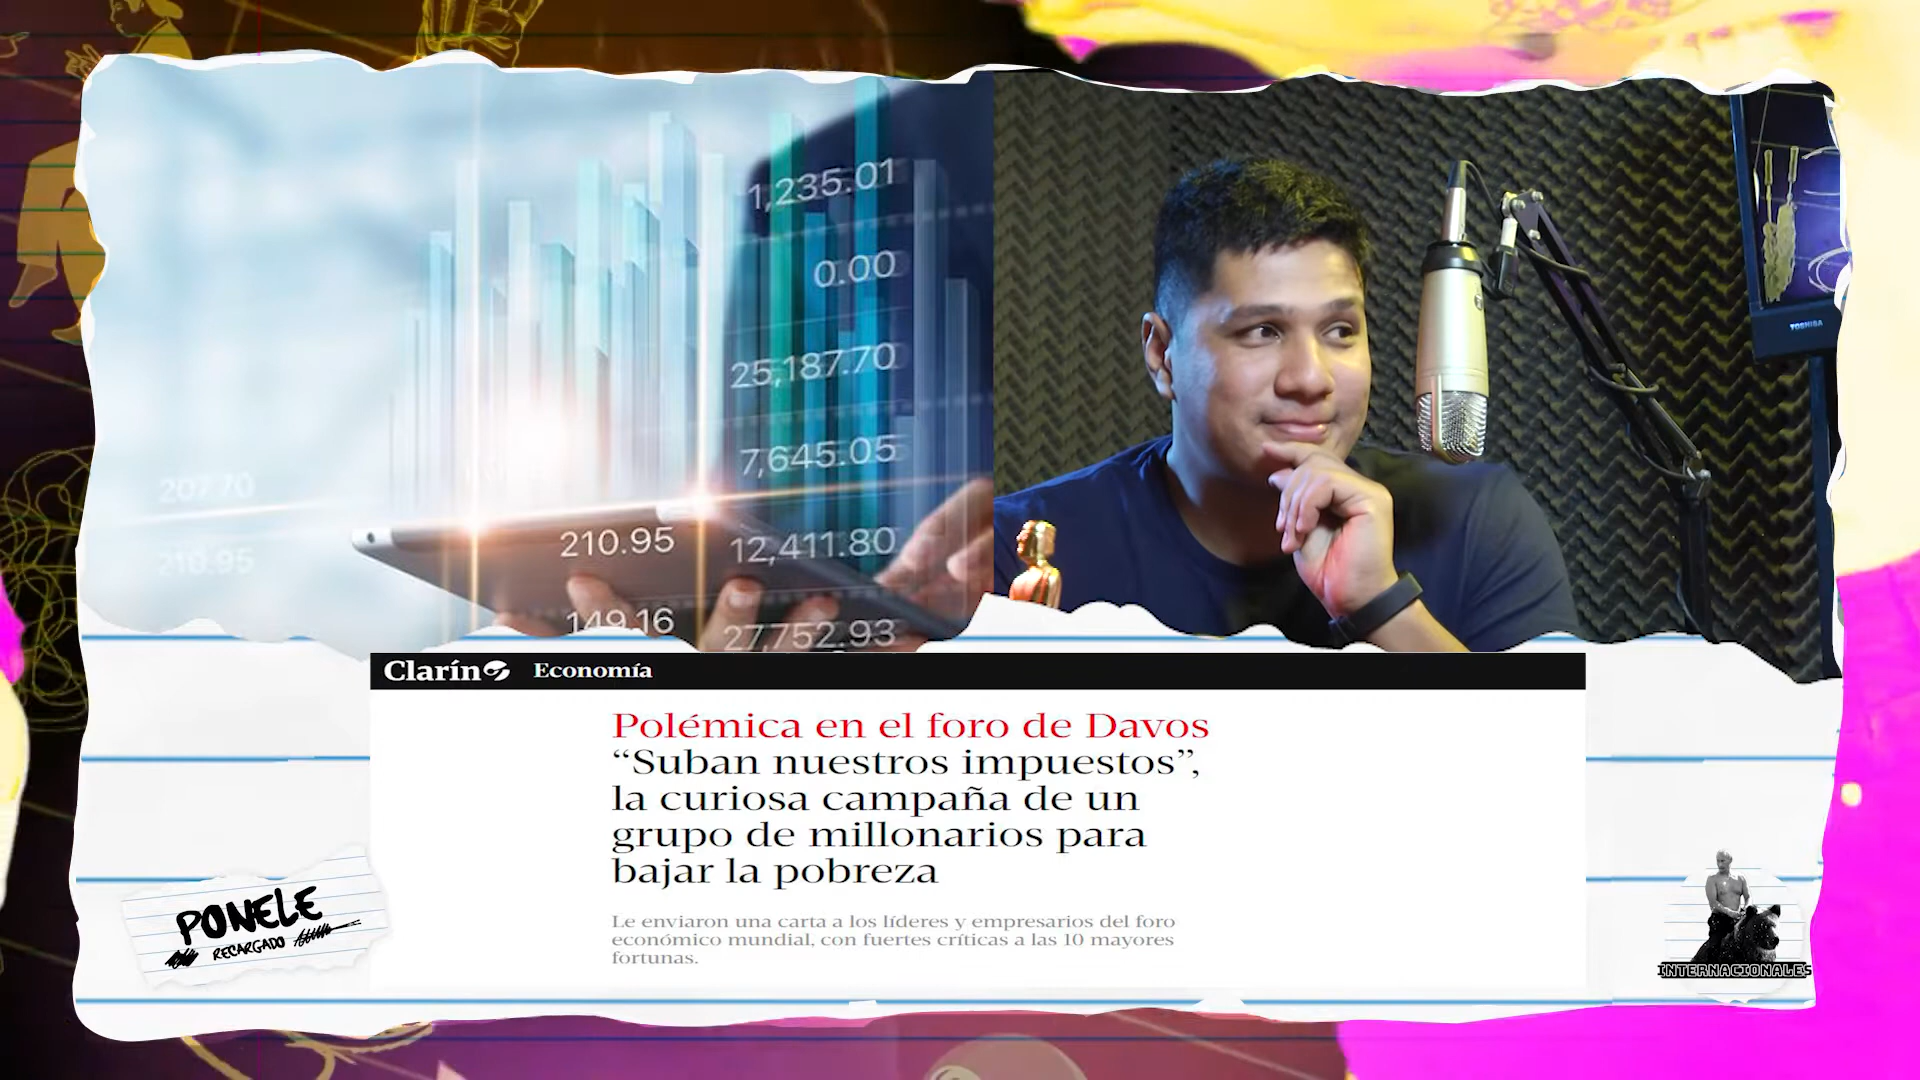 1,235.01
0.00
25,187.70
7,645.05
207.70
210.95
12,411.80
210.95
149.16
27,752.93
TOSHIBA
Clarín Economía
Polémica en el foro de Davos
“Suban nuestros impuestos”,
la curiosa campaña de un
grupo de millonarios para
bajar la pobreza
Le enviaron una carta a los líderes y empresarios del foro
económico mundial, con fuertes críticas a las 10 mayores
fortunas.
PONELE
RECARGADO
INTERNACIONALES